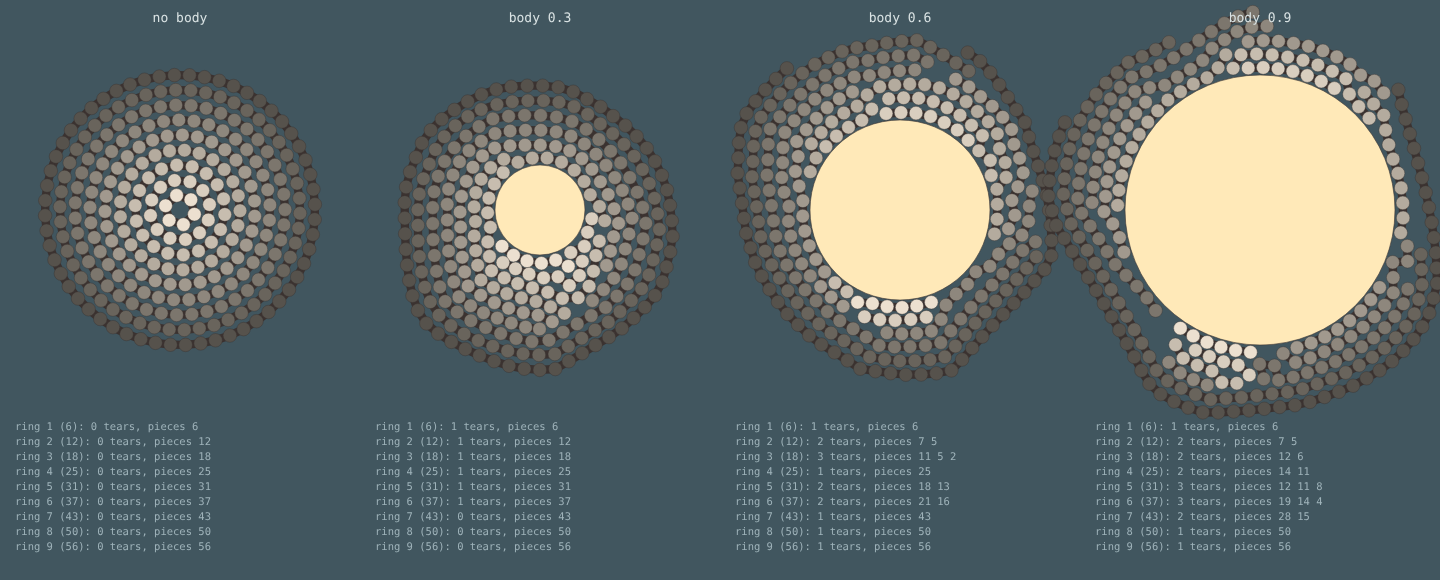 no body
body 0.3
body 0.6
body 0.9
ring 1 (6): 0 tears, pieces 6
ring 2 (12): 0 tears, pieces 12
ring 3 (18): 0 tears, pieces 18
ring 4 (25): 0 tears, pieces 25
ring 5 (31): 0 tears, pieces 31
ring 6 (37): 0 tears, pieces 37
ring 7 (43): 0 tears, pieces 43
ring 8 (50): 0 tears, pieces 50
ring 9 (56): 0 tears, pieces 56
ring 1 (6): 1 tears, pieces 6
ring 2 (12): 1 tears, pieces 12
ring 3 (18): 1 tears, pieces 18
ring 4 (25): 1 tears, pieces 25
ring 5 (31): 1 tears, pieces 31
ring 6 (37): 1 tears, pieces 37
ring 7 (43): 0 tears, pieces 43
ring 8 (50): 0 tears, pieces 50
ring 9 (56): 0 tears, pieces 56
ring 1 (6): 1 tears, pieces 6
ring 2 (12): 2 tears, pieces 7 5
ring 3 (18): 3 tears, pieces 11 5 2
ring 4 (25): 1 tears, pieces 25
ring 5 (31): 2 tears, pieces 18 13
ring 6 (37): 2 tears, pieces 21 16
ring 7 (43): 1 tears, pieces 43
ring 8 (50): 1 tears, pieces 50
ring 9 (56): 1 tears, pieces 56
ring 1 (6): 1 tears, pieces 6
ring 2 (12): 2 tears, pieces 7 5
ring 3 (18): 2 tears, pieces 12 6
ring 4 (25): 2 tears, pieces 14 11
ring 5 (31): 3 tears, pieces 12 11 8
ring 6 (37): 3 tears, pieces 19 14 4
ring 7 (43): 2 tears, pieces 28 15
ring 8 (50): 1 tears, pieces 50
ring 9 (56): 1 tears, pieces 56